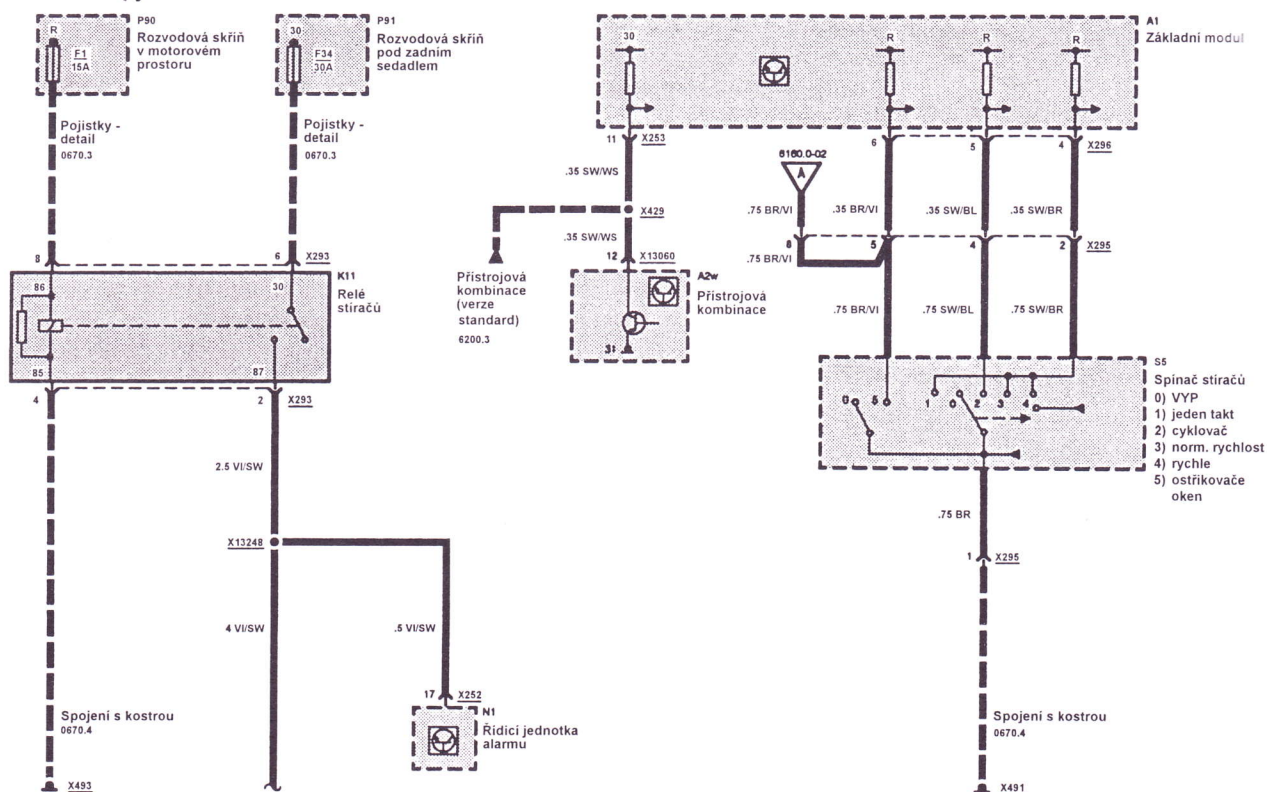 P90
Rozvodová skříň
v motorovém
prostoru
R
F1
15A
P91
Rozvodová skříň
pod zadním
sedadlem
30
F34
30A
A1
Základní modul
30
R
R
R
Pojistky -
detail
0670.3
Pojistky -
detail
0670.3
11
X253
6
5
4
X296
6160.0-02
A
.35 SW/WS
X429
.75 BR/VI
.35 BR/VI
.35 SW/BL
.35 SW/BR
.35 SW/WS
8
5
4
2
X295
.75 BR/VI
8
6
X293
12
X13060
K11
Relé
stíračů
86
30
85
87
Přístrojová
kombinace
(verze
standard)
6200.3
A2w
Přístrojová
kombinace
31
.75 BR/VI
.75 SW/BL
.75 SW/BR
S5
Spínač stíračů
0) VYP
1) jeden takt
2) cyklovač
3) norm. rychlost
4) rychle
5) ostřikovače
oken
0
5
1
0
2
3
4
4
2
X293
2.5 VI/SW
.75 BR
X13248
1
X295
4 VI/SW
.5 VI/SW
17
X252
N1
Řídicí jednotka
alarmu
Spojení s kostrou
0670.4
Spojení s kostrou
0670.4
X493
X491